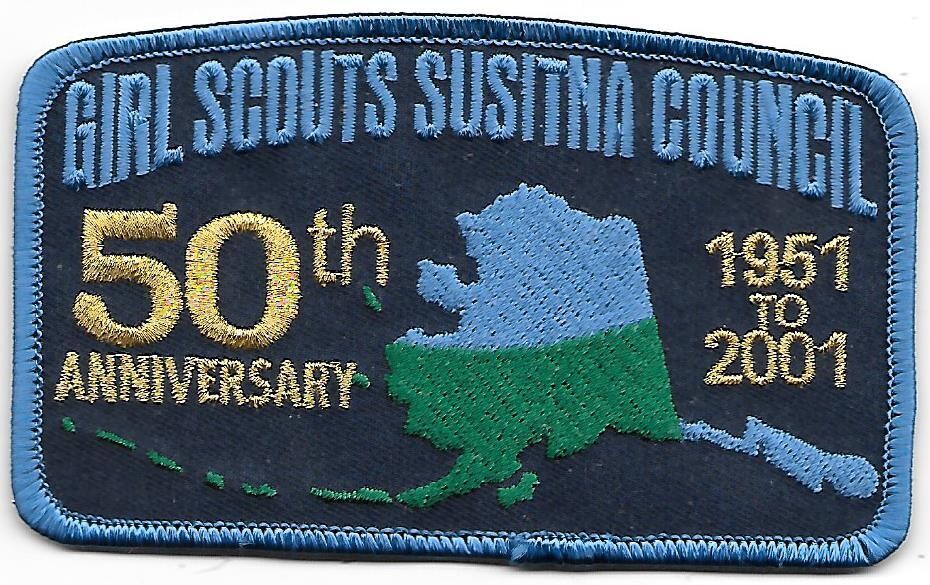 GIRL SCOUTS SUSITNA COUNCIL
50th
ANNIVERSARY
1951
TO
2001